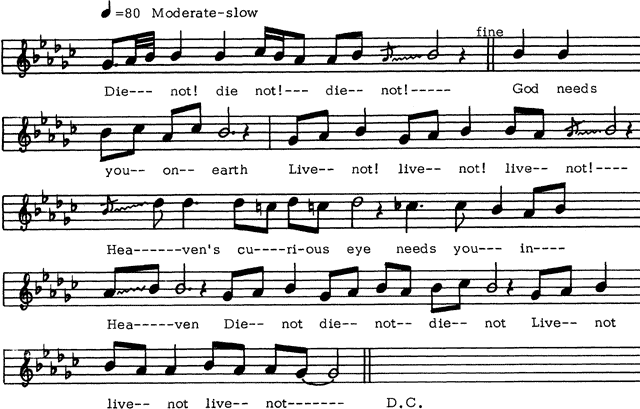 ♩=80 Moderate-slow
fine
Die--- not! die not!--- die-- not!----- God needs
you-- on-- earth Live-- not! live-- not! live-- not!----
Hea------ven's cu----ri-ous eye needs you--- in----
Hea-----ven Die-- not die-- not-- die-- not Live-- not
live-- not live-- not------- D.C.